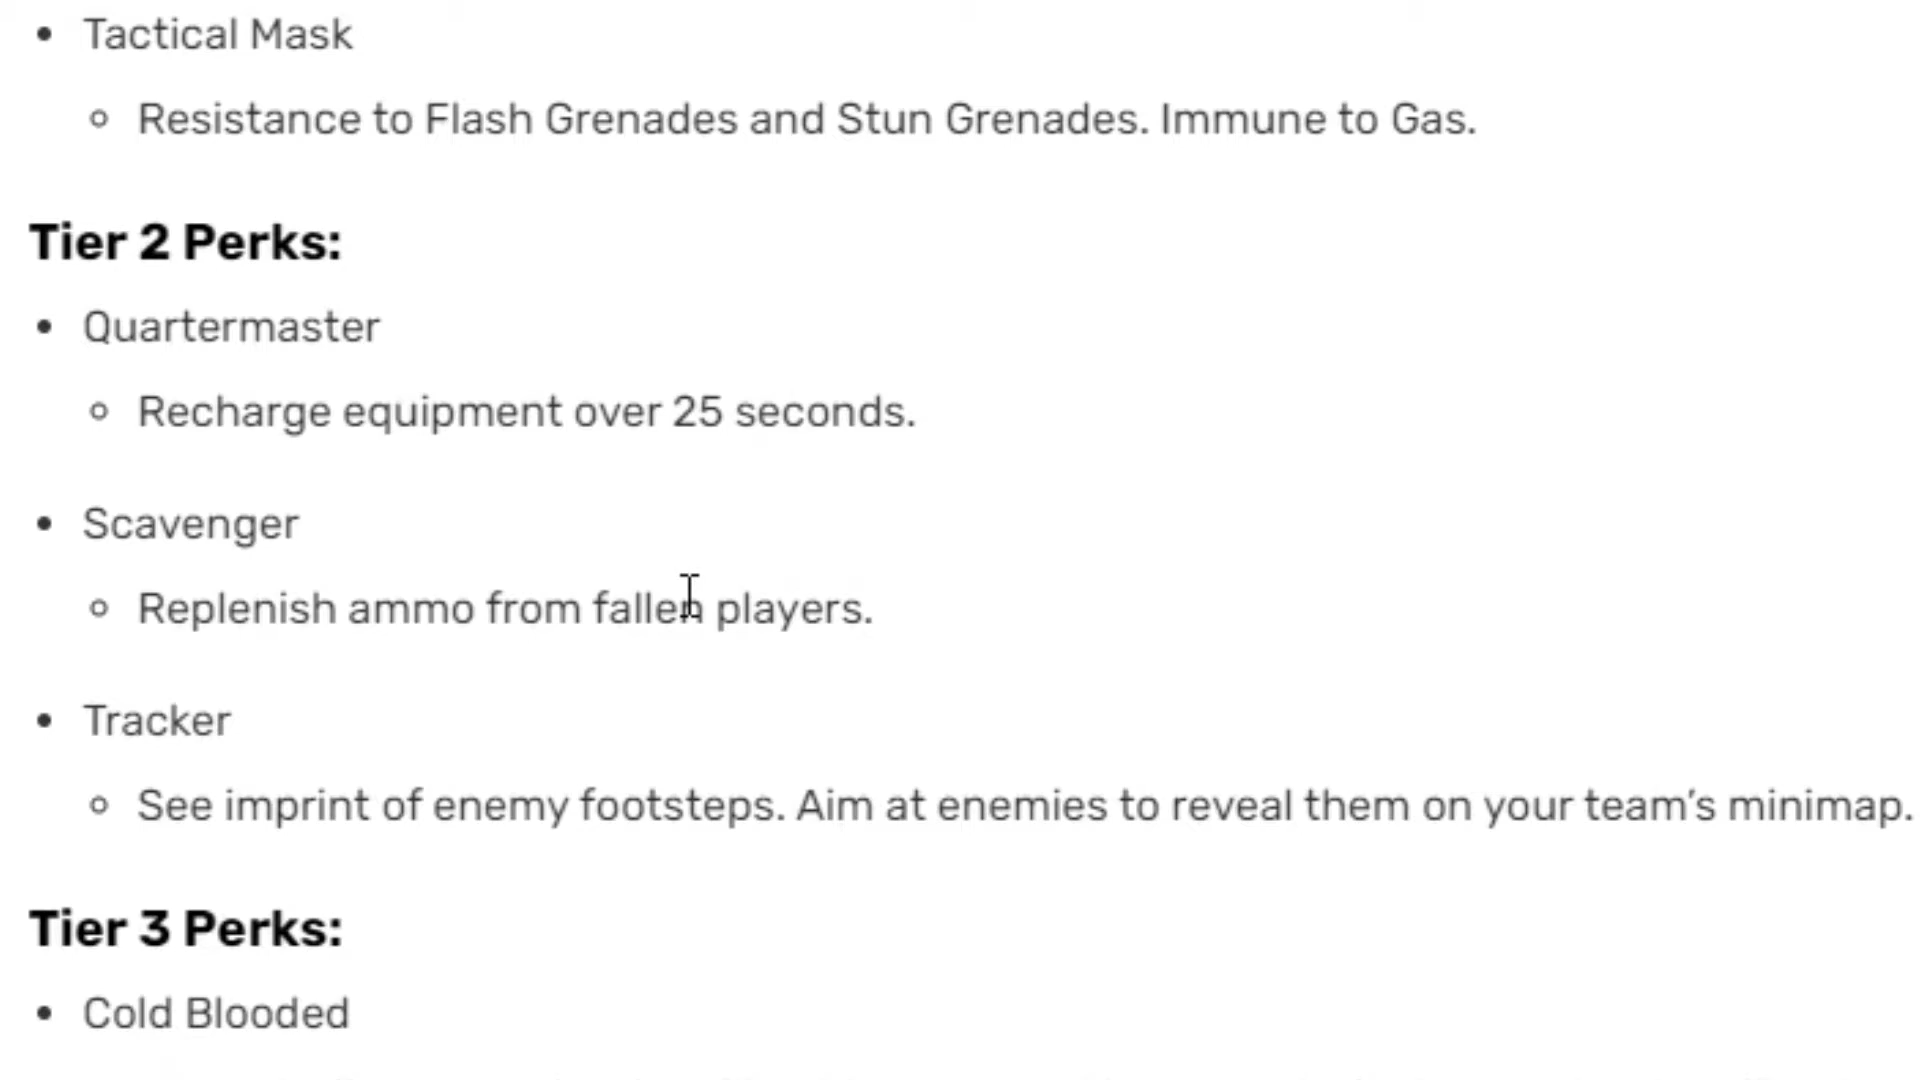 Tactical Mask
Resistance to Flash Grenades and Stun Grenades. Immune to Gas.
Tier 2 Perks:
Quartermaster
Recharge equipment over 25 seconds.
Scavenger
Replenish ammo from fallen players.
Tracker
See imprint of enemy footsteps. Aim at enemies to reveal them on your team’s minimap.
Tier 3 Perks:
Cold Blooded